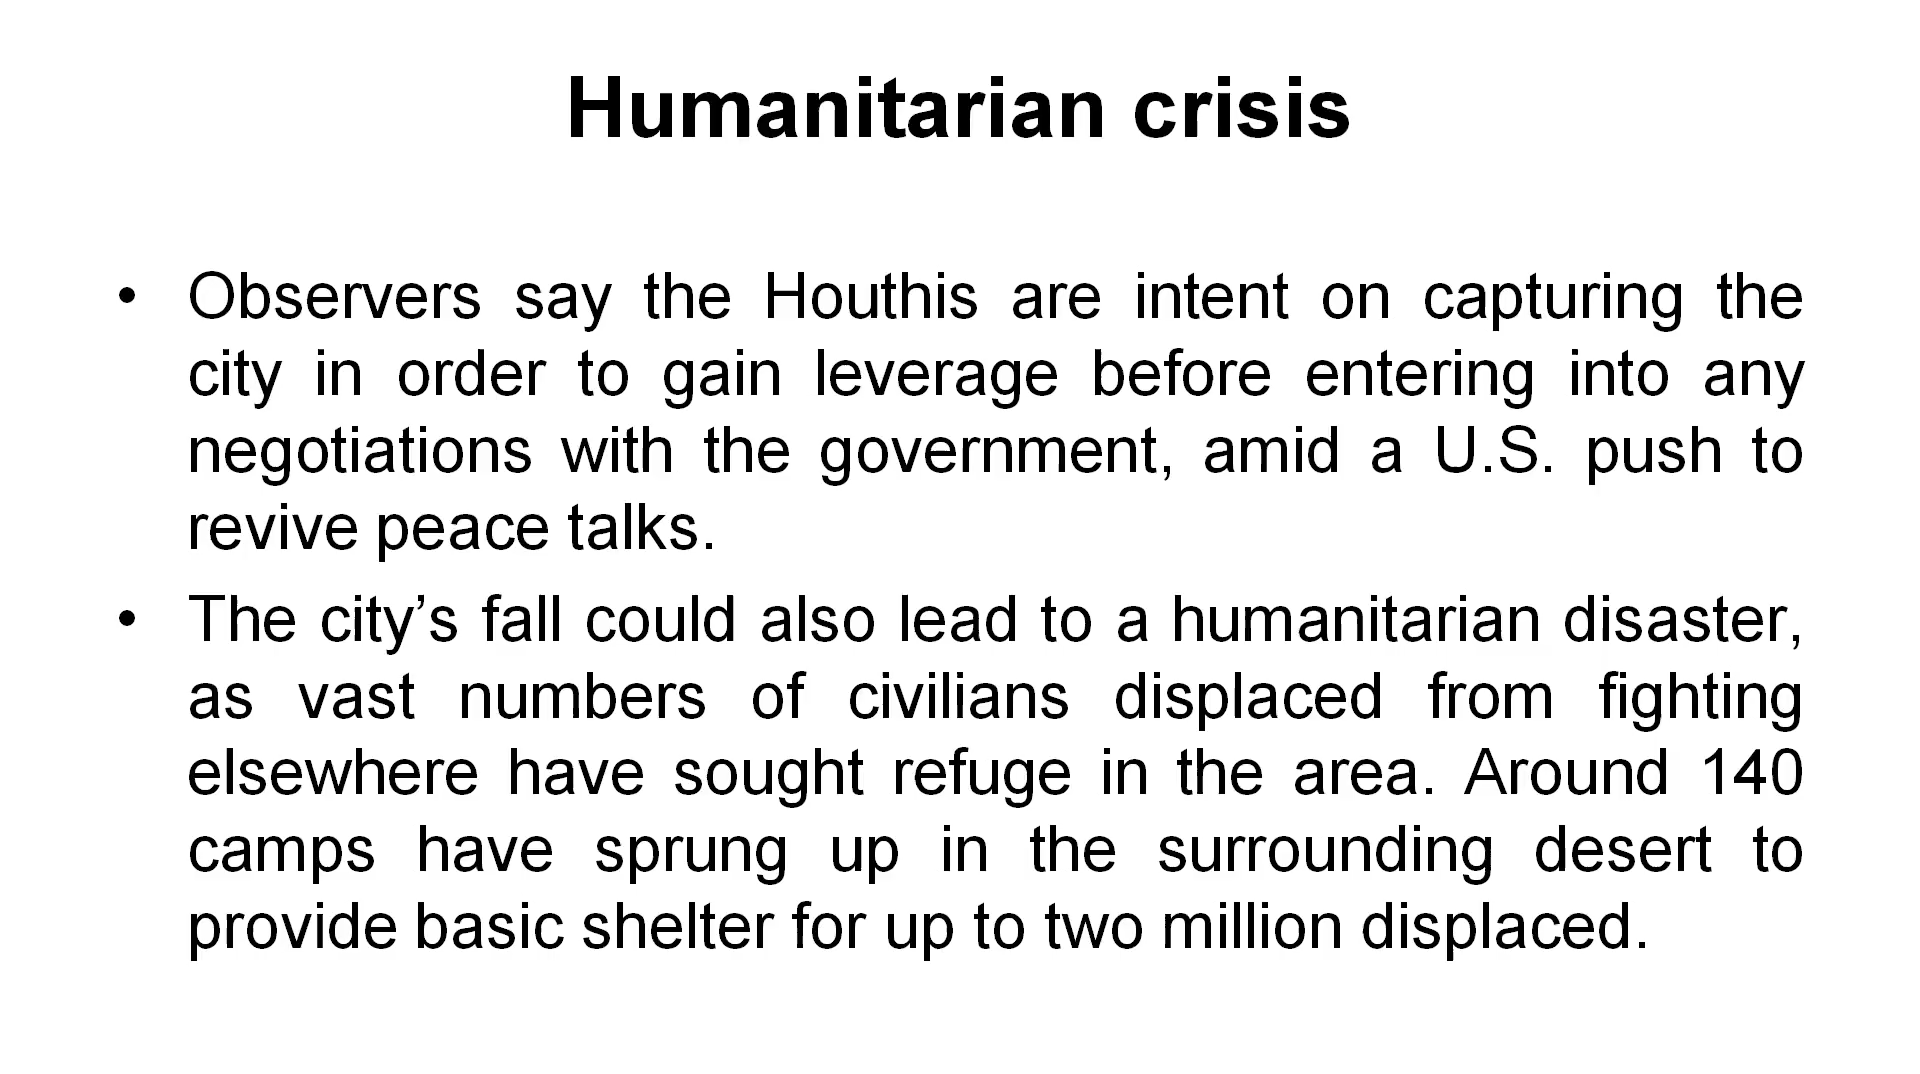 Humanitarian crisis
• Observers say the Houthis are intent on capturing the
city in order to gain leverage before entering into any
negotiations with the government, amid a U.S. push to
revive peace talks.
• The city’s fall could also lead to a humanitarian disaster,
as vast numbers of civilians displaced from fighting
elsewhere have sought refuge in the area. Around 140
camps have sprung up in the surrounding desert to
provide basic shelter for up to two million displaced.